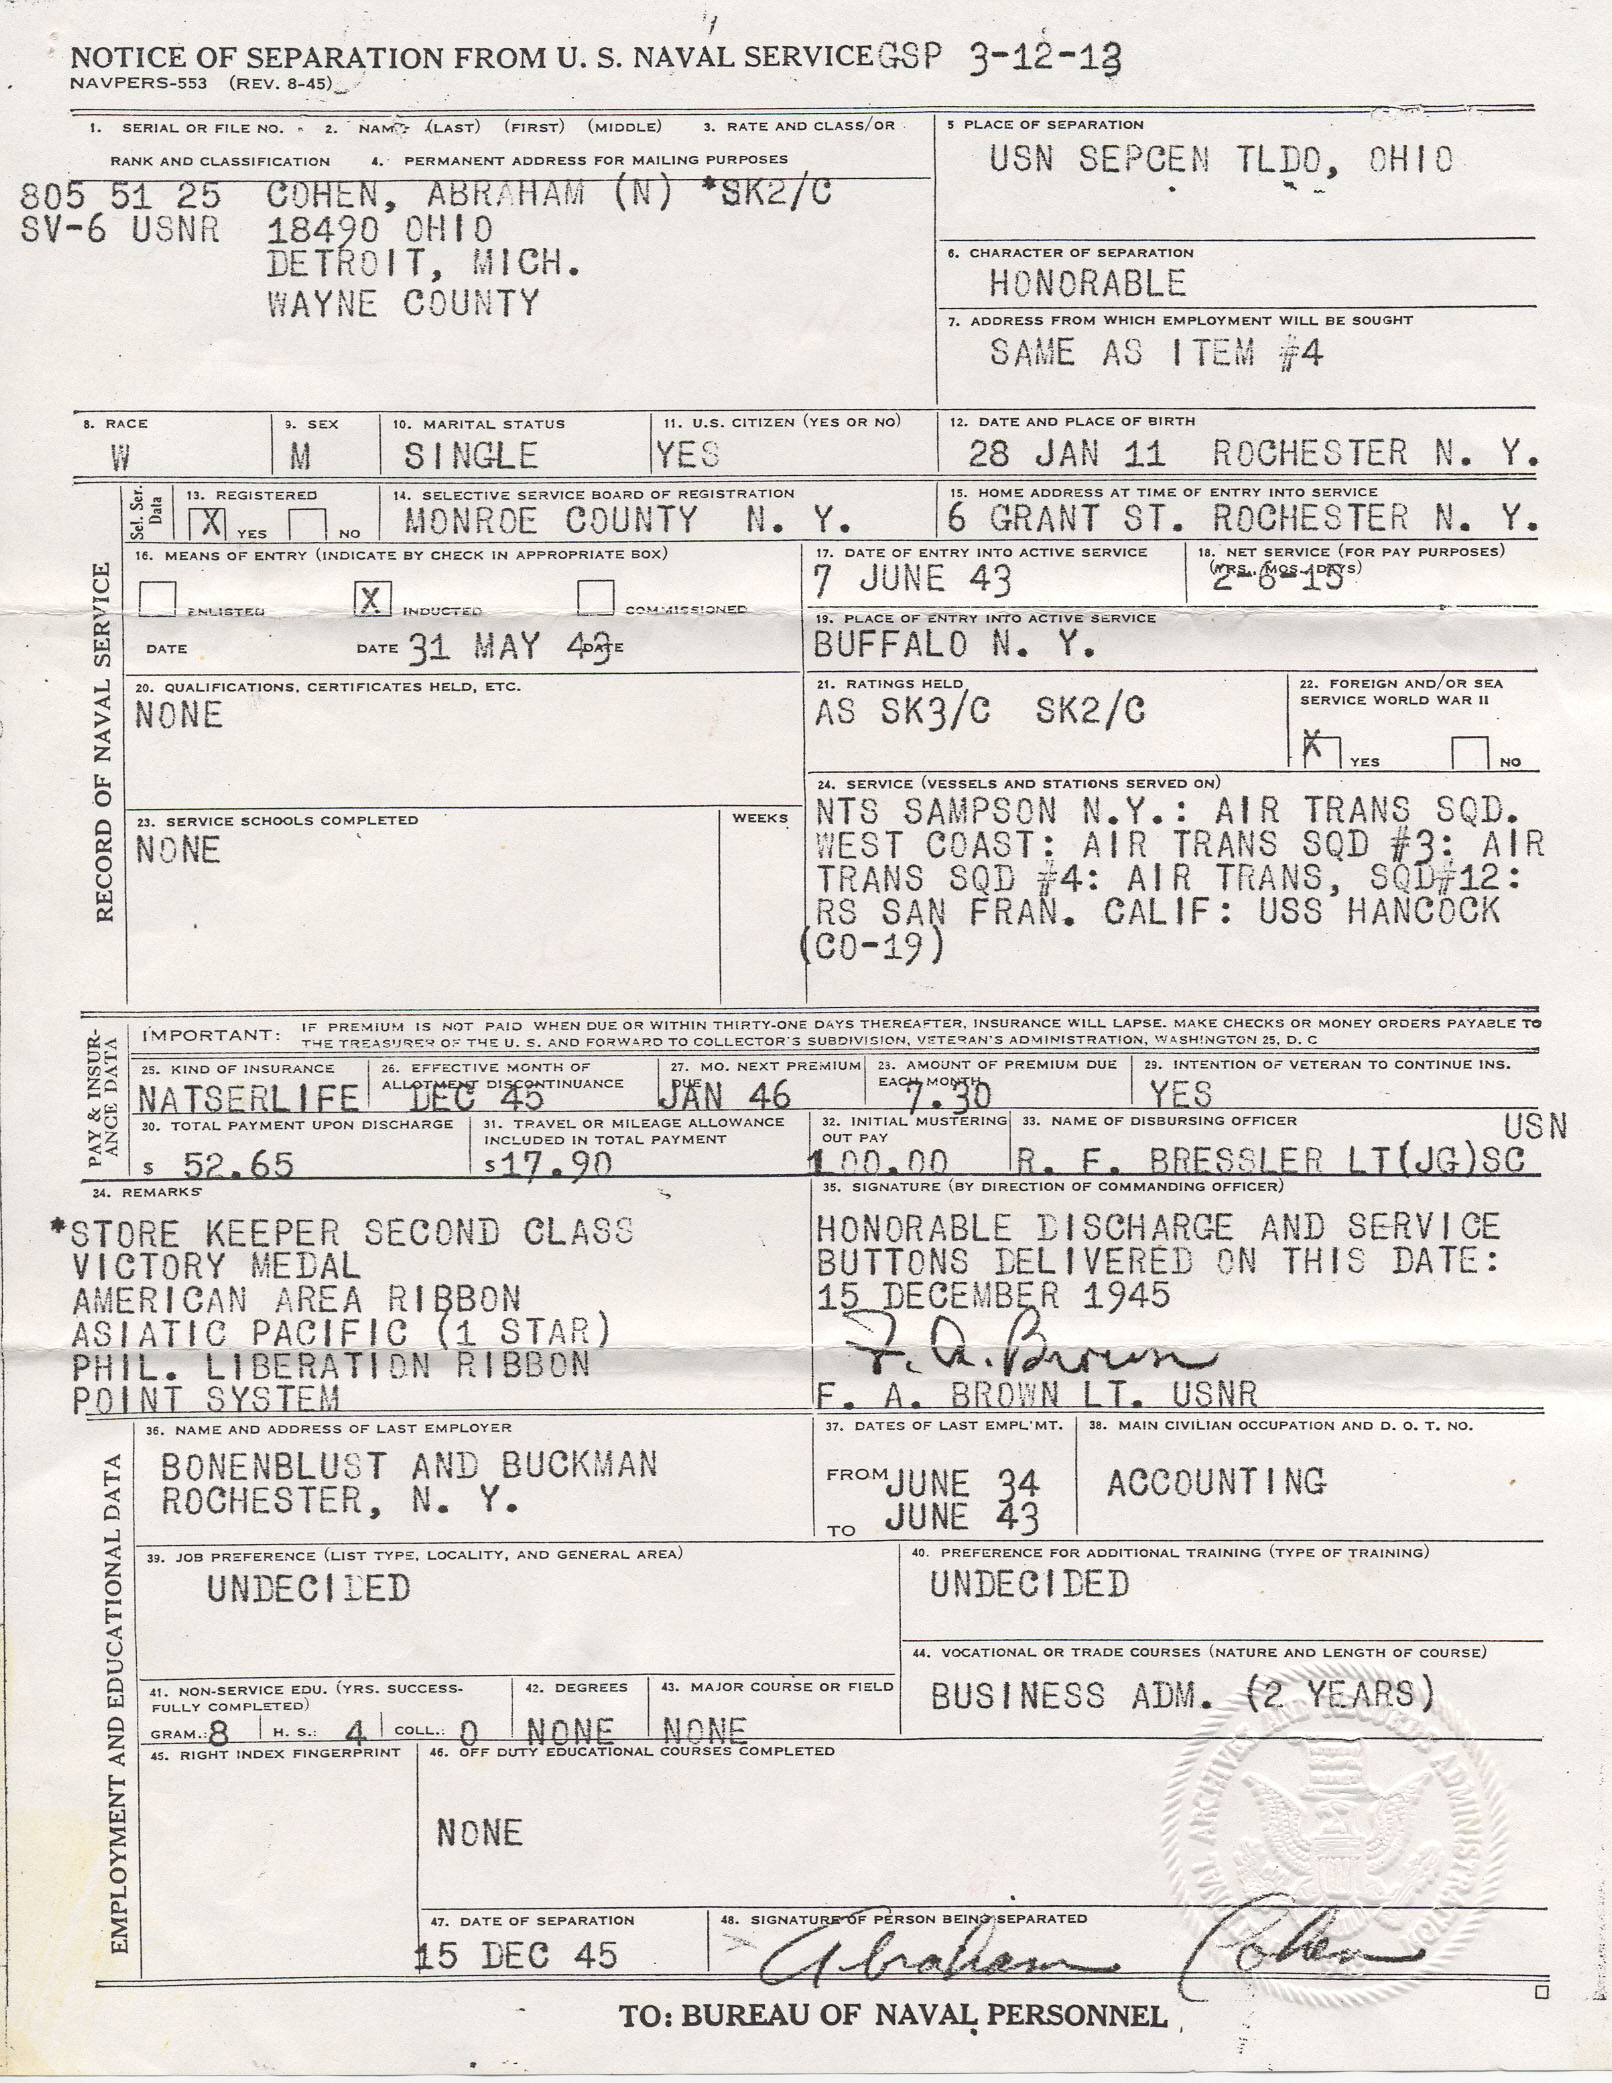 NOTICE OF SEPARATION FROM U. S. NAVAL SERVICE GSP 3-12-13
NAVPERS-553 (REV. 8-45)
1. SERIAL OR FILE NO. 2. NAME (LAST) (FIRST) (MIDDLE) 3. RATE AND CLASS/OR
RANK AND CLASSIFICATION 4. PERMANENT ADDRESS FOR MAILING PURPOSES
805 51 25 COHEN, ABRAHAM (N) *SK2/C
SV-6 USNR 18490 OHIO
DETROIT, MICH.
WAYNE COUNTY
5 PLACE OF SEPARATION
USN SEPCEN TLDO, OHIO
6. CHARACTER OF SEPARATION
HONORABLE
7. ADDRESS FROM WHICH EMPLOYMENT WILL BE SOUGHT
SAME AS ITEM #4
8. RACE
W
9. SEX
M
10. MARITAL STATUS
SINGLE
11. U.S. CITIZEN (YES OR NO)
YES
12. DATE AND PLACE OF BIRTH
28 JAN 11 ROCHESTER N. Y.
Sel. Ser.
Data
13. REGISTERED
X YES NO
14. SELECTIVE SERVICE BOARD OF REGISTRATION
MONROE COUNTY N. Y.
15. HOME ADDRESS AT TIME OF ENTRY INTO SERVICE
6 GRANT ST. ROCHESTER N. Y.
RECORD OF NAVAL SERVICE
16. MEANS OF ENTRY (INDICATE BY CHECK IN APPROPRIATE BOX)
ENLISTED X INDUCTED COMMISSIONED
DATE DATE 31 MAY 43 DATE
17. DATE OF ENTRY INTO ACTIVE SERVICE
7 JUNE 43
18. NET SERVICE (FOR PAY PURPOSES)
(YRS., MOS. DAYS)
2-6-15
19. PLACE OF ENTRY INTO ACTIVE SERVICE
BUFFALO N. Y.
20. QUALIFICATIONS, CERTIFICATES HELD, ETC.
NONE
21. RATINGS HELD
AS SK3/C SK2/C
22. FOREIGN AND/OR SEA
SERVICE WORLD WAR II
X YES NO
23. SERVICE SCHOOLS COMPLETED
NONE
WEEKS
24. SERVICE (VESSELS AND STATIONS SERVED ON)
NTS SAMPSON N.Y.: AIR TRANS SQD.
WEST COAST: AIR TRANS SQD #3: AIR
TRANS SQD #4: AIR TRANS, SQD#12:
RS SAN FRAN. CALIF: USS HANCOCK
(CO-19)
PAY & INSUR-
ANCE DATA
IMPORTANT: IF PREMIUM IS NOT PAID WHEN DUE OR WITHIN THIRTY-ONE DAYS THEREAFTER, INSURANCE WILL LAPSE. MAKE CHECKS OR MONEY ORDERS PAYABLE TO
THE TREASURER OF THE U. S. AND FORWARD TO COLLECTOR'S SUBDIVISION, VETERAN'S ADMINISTRATION, WASHINGTON 25, D. C
25. KIND OF INSURANCE
NATSERLIFE
26. EFFECTIVE MONTH OF
ALLOTMENT DISCONTINUANCE
DEC 45
27. MO. NEXT PREMIUM
DUE
JAN 46
28. AMOUNT OF PREMIUM DUE
EACH MONTH
7.30
29. INTENTION OF VETERAN TO CONTINUE INS.
YES
30. TOTAL PAYMENT UPON DISCHARGE
$ 52.65
31. TRAVEL OR MILEAGE ALLOWANCE
INCLUDED IN TOTAL PAYMENT
$17.90
32. INITIAL MUSTERING
OUT PAY
100.00
33. NAME OF DISBURSING OFFICER
USN
R. F. BRESSLER LT(JG)SC
34. REMARKS
*STORE KEEPER SECOND CLASS
VICTORY MEDAL
AMERICAN AREA RIBBON
ASIATIC PACIFIC (1 STAR)
PHIL. LIBERATION RIBBON
POINT SYSTEM
35. SIGNATURE (BY DIRECTION OF COMMANDING OFFICER)
HONORABLE DISCHARGE AND SERVICE
BUTTONS DELIVERED ON THIS DATE:
15 DECEMBER 1945
F. A. Brown
F. A. BROWN LT. USNR
EMPLOYMENT AND EDUCATIONAL DATA
36. NAME AND ADDRESS OF LAST EMPLOYER
BONENBLUST AND BUCKMAN
ROCHESTER, N. Y.
37. DATES OF LAST EMPL'MT.
FROM JUNE 34
TO JUNE 43
38. MAIN CIVILIAN OCCUPATION AND D. O. T. NO.
ACCOUNTING
39. JOB PREFERENCE (LIST TYPE, LOCALITY, AND GENERAL AREA)
UNDECIDED
40. PREFERENCE FOR ADDITIONAL TRAINING (TYPE OF TRAINING)
UNDECIDED
41. NON-SERVICE EDU. (YRS. SUCCESS-
FULLY COMPLETED)
GRAM.: 8 H. S.: 4 COLL.: 0
42. DEGREES
NONE
43. MAJOR COURSE OR FIELD
NONE
44. VOCATIONAL OR TRADE COURSES (NATURE AND LENGTH OF COURSE)
BUSINESS ADM. (2 YEARS)
45. RIGHT INDEX FINGERPRINT
46. OFF DUTY EDUCATIONAL COURSES COMPLETED
NONE
NATIONAL ARCHIVES AND RECORDS ADMINISTRATION
47. DATE OF SEPARATION
15 DEC 45
48. SIGNATURE OF PERSON BEING SEPARATED
Abraham Cohen
TO: BUREAU OF NAVAL PERSONNEL